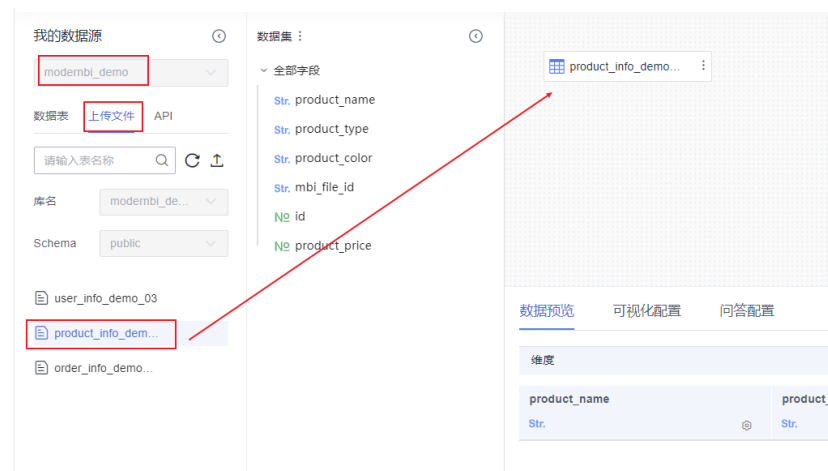 我的数据源
modernbi_demo
数据表 上传文件 API
请输入表名称
库名 modernbi_de...
Schema public
user_info_demo_03
product_info_dem...
order_info_demo...
数据集：
全部字段
Str. product_name
Str. product_type
Str. product_color
Str. mbi_file_id
№ id
№ product_price
product_info_demo...
数据预览 可视化配置 问答配置
维度
product_name product_
Str. Str.